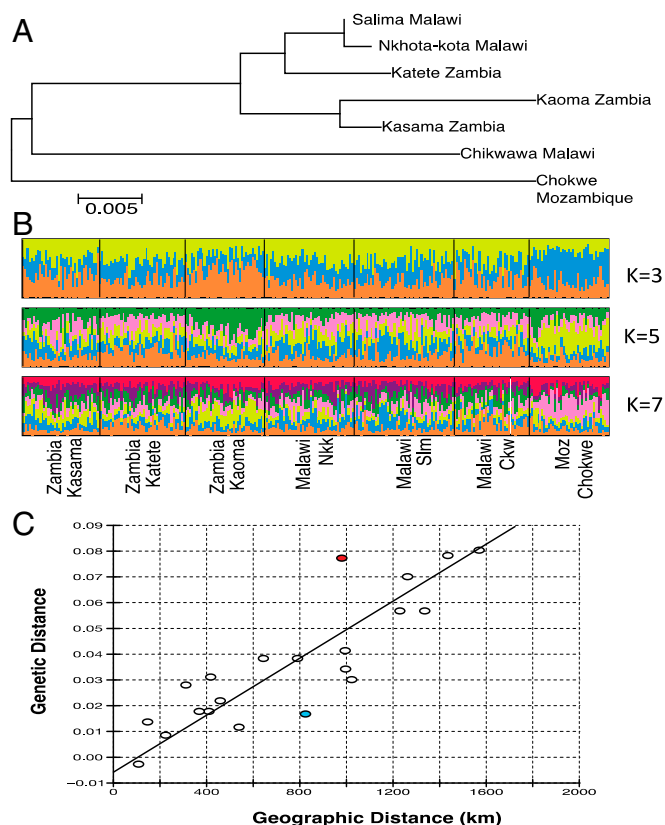 A
Salima Malawi
Nkhota-kota Malawi
Katete Zambia
Kaoma Zambia
Kasama Zambia
Chikwawa Malawi
Chokwe
Mozambique
0.005
B
K=3
K=5
K=7
Zambia
Kasama
Zambia
Katete
Zambia
Kaoma
Malawi
Nkk
Malawi
Slm
Malawi
Ckw
Moz
Chokwe
C
0.09
0.08
0.07
0.06
0.05
0.04
0.03
0.02
0.01
0.00
-0.01
Genetic Distance
0 400 800 1200 1600 2000
Geographic Distance (km)